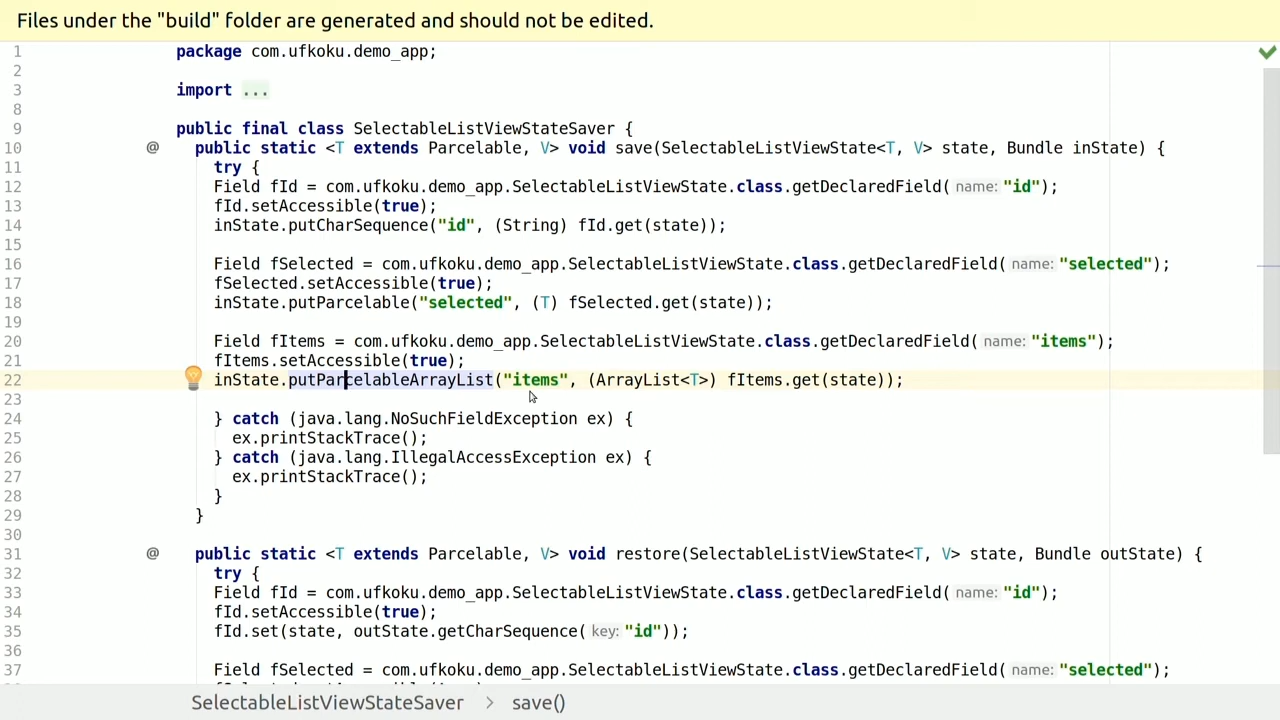 Files under the "build" folder are generated and should not be edited.
1 package com.ufkoku.demo_app;
2
3 import ...
8
9 public final class SelectableListViewStateSaver {
10 @ public static <T extends Parcelable, V> void save(SelectableListViewState<T, V> state, Bundle inState) {
11 try {
12 Field fId = com.ufkoku.demo_app.SelectableListViewState.class.getDeclaredField( name: "id");
13 fId.setAccessible(true);
14 inState.putCharSequence("id", (String) fId.get(state));
15
16 Field fSelected = com.ufkoku.demo_app.SelectableListViewState.class.getDeclaredField( name: "selected");
17 fSelected.setAccessible(true);
18 inState.putParcelable("selected", (T) fSelected.get(state));
19
20 Field fItems = com.ufkoku.demo_app.SelectableListViewState.class.getDeclaredField( name: "items");
21 fItems.setAccessible(true);
22 inState.putParcelableArrayList("items", (ArrayList<T>) fItems.get(state));
23
24 } catch (java.lang.NoSuchFieldException ex) {
25 ex.printStackTrace();
26 } catch (java.lang.IllegalAccessException ex) {
27 ex.printStackTrace();
28 }
29 }
30
31 @ public static <T extends Parcelable, V> void restore(SelectableListViewState<T, V> state, Bundle outState) {
32 try {
33 Field fId = com.ufkoku.demo_app.SelectableListViewState.class.getDeclaredField( name: "id");
34 fId.setAccessible(true);
35 fId.set(state, outState.getCharSequence( key: "id"));
36
37 Field fSelected = com.ufkoku.demo_app.SelectableListViewState.class.getDeclaredField( name: "selected");
SelectableListViewStateSaver > save()